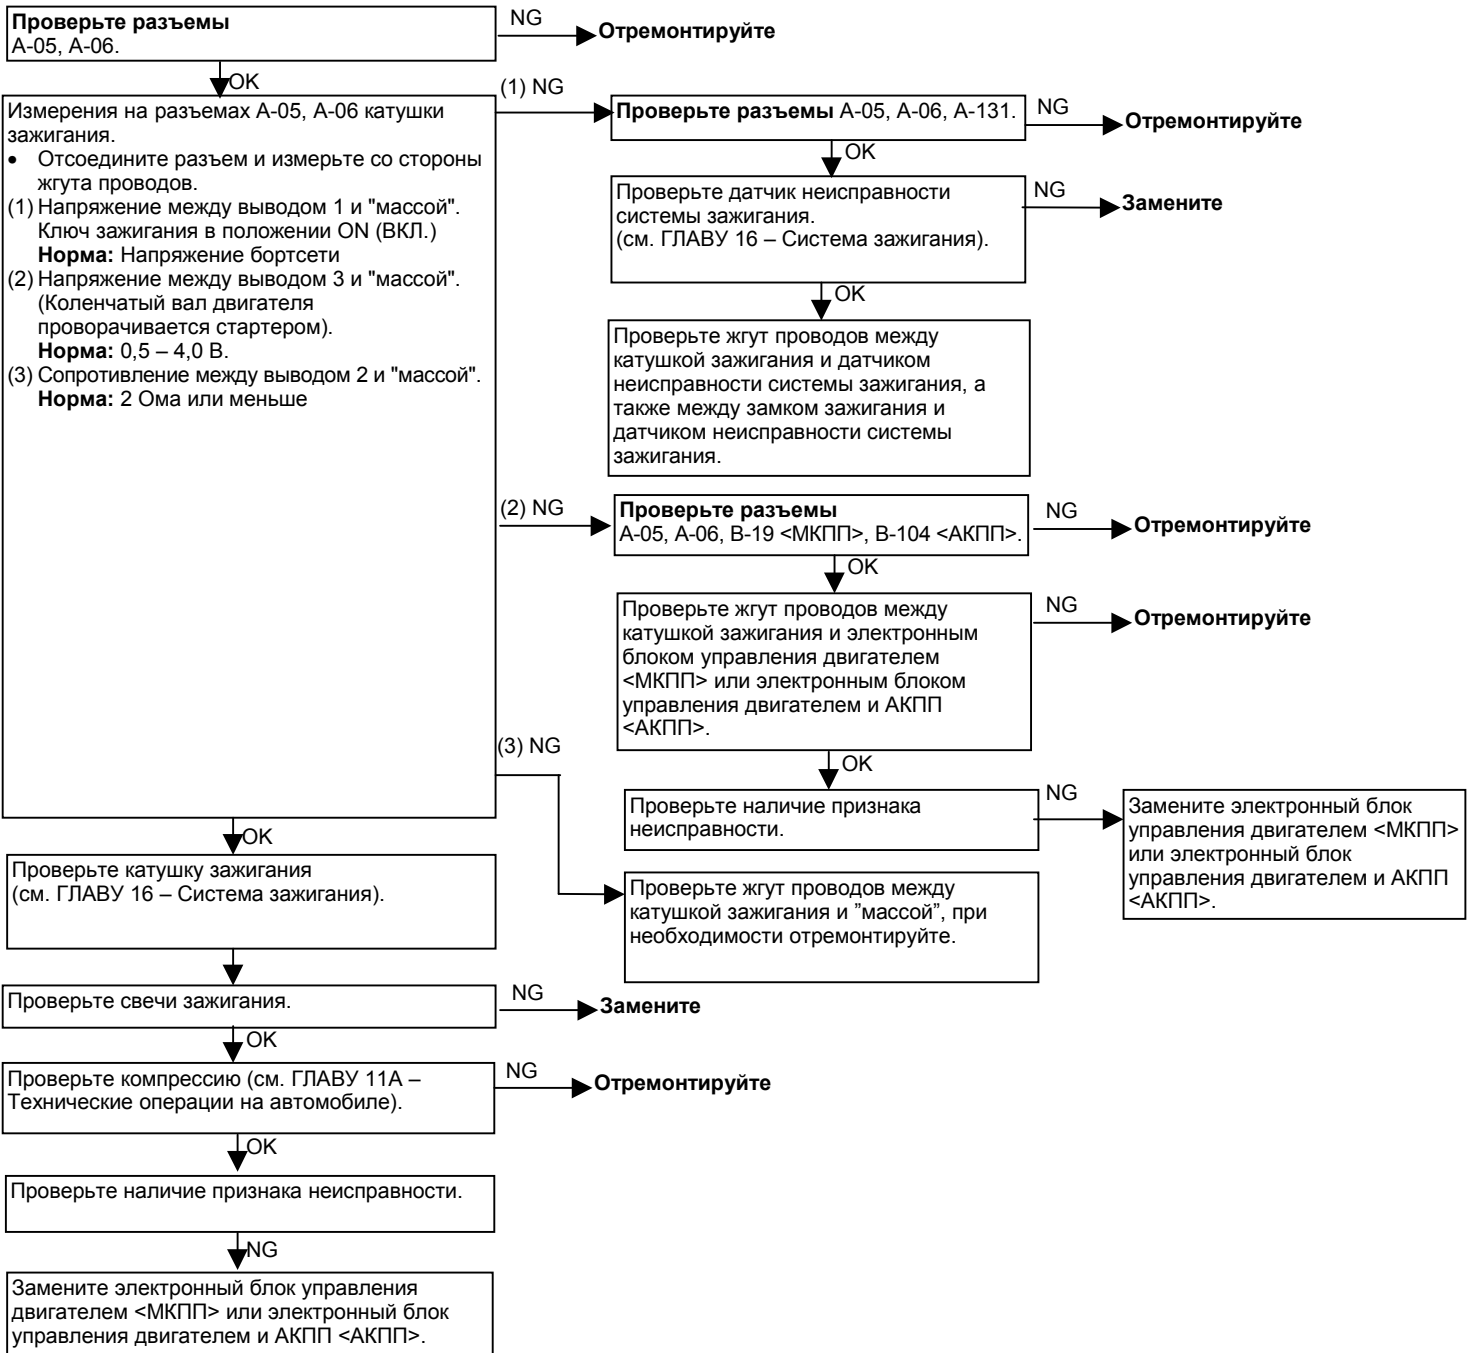 Проверьте разъемы
А-05, А-06.
NG
Отремонтируйте
OK
Измерения на разъемах А-05, А-06 катушки
зажигания.
• Отсоедините разъем и измерьте со стороны
жгута проводов.
(1) Напряжение между выводом 1 и "массой".
Ключ зажигания в положении ON (ВКЛ.)
Норма: Напряжение бортсети
(2) Напряжение между выводом 3 и "массой".
(Коленчатый вал двигателя
проворачивается стартером).
Норма: 0,5 – 4,0 В.
(3) Сопротивление между выводом 2 и "массой".
Норма: 2 Ома или меньше
(1) NG
Проверьте разъемы А-05, А-06, А-131.
NG
Отремонтируйте
OK
Проверьте датчик неисправности
системы зажигания.
(см. ГЛАВУ 16 – Система зажигания).
NG
Замените
OK
Проверьте жгут проводов между
катушкой зажигания и датчиком
неисправности системы зажигания, а
также между замком зажигания и
датчиком неисправности системы
зажигания.
(2) NG
Проверьте разъемы
А-05, А-06, В-19 <МКПП>, В-104 <АКПП>.
NG
Отремонтируйте
OK
Проверьте жгут проводов между
катушкой зажигания и электронным
блоком управления двигателем
<МКПП> или электронным блоком
управления двигателем и АКПП
<АКПП>.
NG
Отремонтируйте
OK
Проверьте наличие признака
неисправности.
NG
Замените электронный блок
управления двигателем <МКПП>
или электронный блок
управления двигателем и АКПП
<АКПП>.
(3) NG
Проверьте жгут проводов между
катушкой зажигания и ”массой”, при
необходимости отремонтируйте.
OK
Проверьте катушку зажигания
(см. ГЛАВУ 16 – Система зажигания).
Проверьте свечи зажигания.
NG
Замените
OK
Проверьте компрессию (см. ГЛАВУ 11А –
Технические операции на автомобиле).
NG
Отремонтируйте
OK
Проверьте наличие признака неисправности.
NG
Замените электронный блок управления
двигателем <МКПП> или электронный блок
управления двигателем и АКПП <АКПП>.